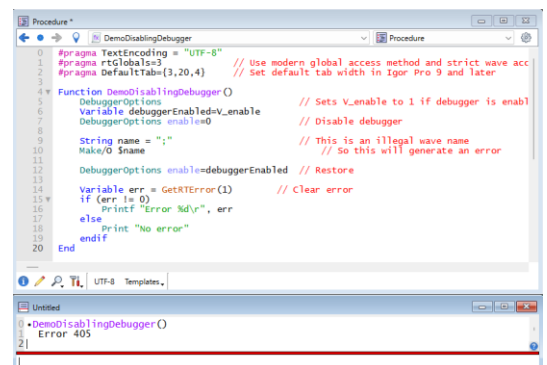 Procedure *
DemoDisablingDebugger Procedure
0 #pragma TextEncoding = "UTF-8"
1 #pragma rtGlobals=3 // Use modern global access method and strict wave acc
2 #pragma DefaultTab={3,20,4} // Set default tab width in Igor Pro 9 and later
3
4 Function DemoDisablingDebugger()
5 DebuggerOptions // Sets V_enable to 1 if debugger is enabl
6 Variable debuggerEnabled=V_enable
7 DebuggerOptions enable=0 // Disable debugger
8
9 String name = ";" // This is an illegal wave name
10 Make/O $name // So this will generate an error
11
12 DebuggerOptions enable=debuggerEnabled // Restore
13
14 Variable err = GetRTError(1) // Clear error
15 if (err != 0)
16 Printf "Error %d\r", err
17 else
18 Print "No error"
19 endif
20 End
UTF-8 Templates
Untitled
0 •DemoDisablingDebugger()
1 Error 405
2